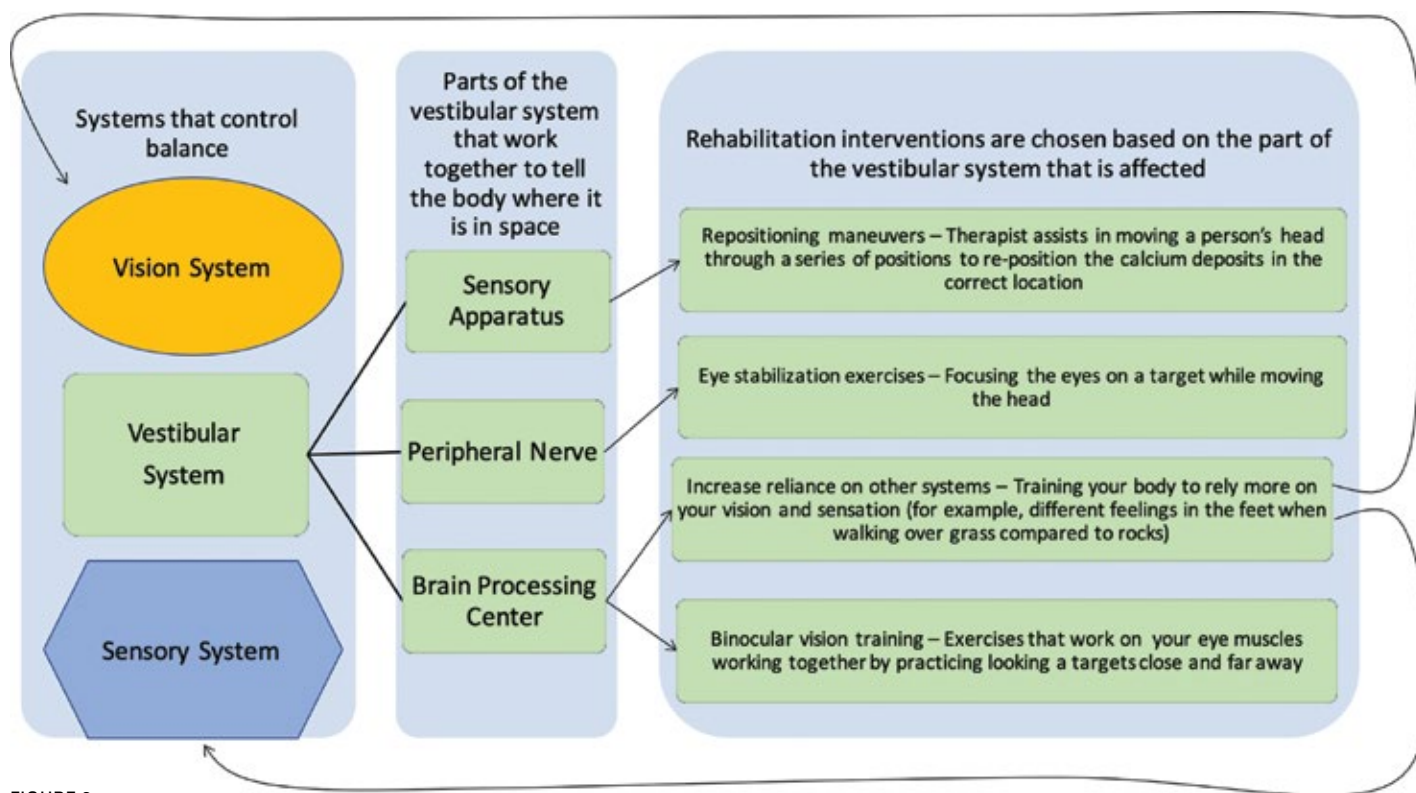 Systems that control
balance
Vision System
Vestibular
System
Sensory System
Parts of the
vestibular system
that work
together to tell
the body where it
is in space
Sensory
Apparatus
Peripheral Nerve
Brain Processing
Center
Rehabilitation interventions are chosen based on the part of
the vestibular system that is affected
Repositioning maneuvers – Therapist assists in moving a person's head
through a series of positions to re-position the calcium deposits in the
correct location
Eye stabilization exercises – Focusing the eyes on a target while moving
the head
Increase reliance on other systems – Training your body to rely more on
your vision and sensation (for example, different feelings in the feet when
walking over grass compared to rocks)
Binocular vision training – Exercises that work on your eye muscles
working together by practicing looking a targets close and far away